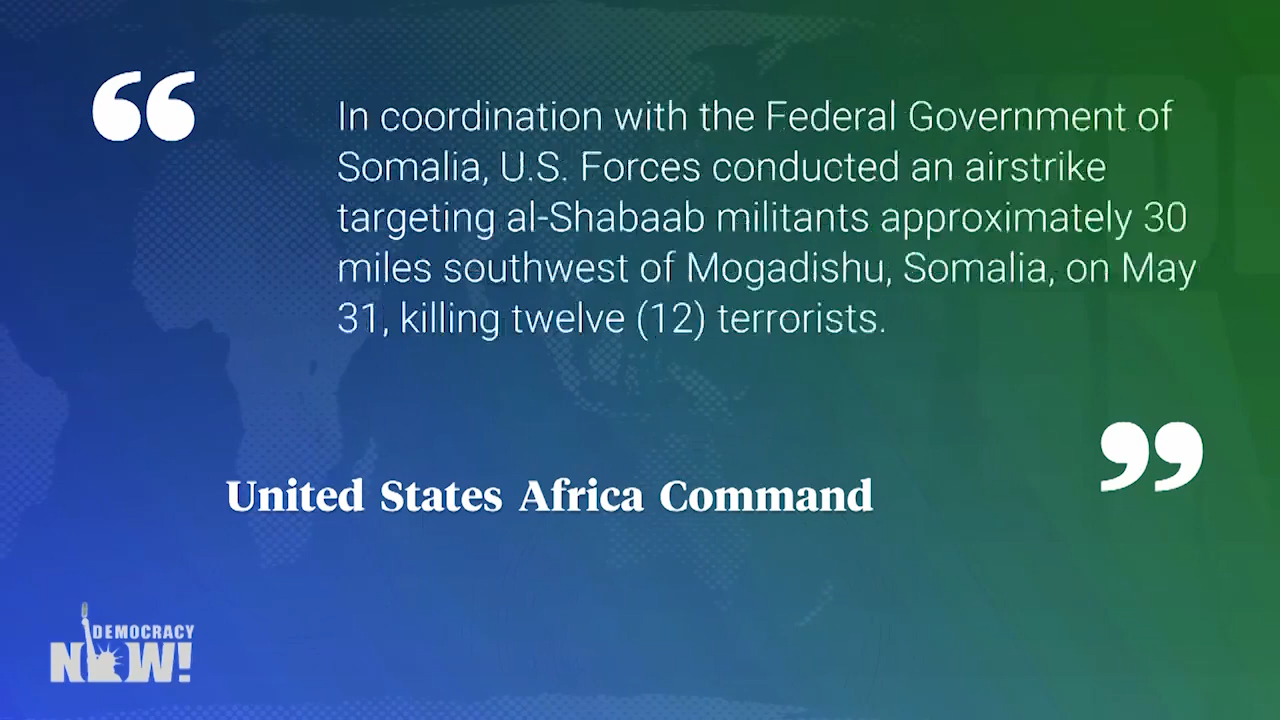 “
In coordination with the Federal Government of
Somalia, U.S. Forces conducted an airstrike
targeting al-Shabaab militants approximately 30
miles southwest of Mogadishu, Somalia, on May
31, killing twelve (12) terrorists.
”
United States Africa Command
DEMOCRACY
NOW!